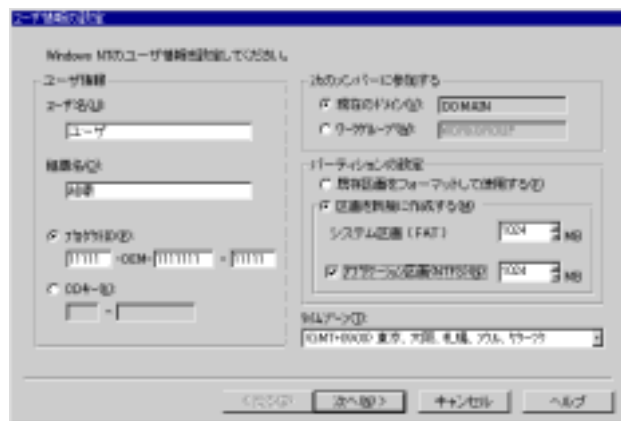 ユーザ情報の設定
Windows NTのユーザ情報を設定してください。
ユーザ情報
ユーザ名(U):
ユーザ
組織名(O):
組織
プロダクトID(P):
11111 -OEM- 1111111 - 11111
CDキー(K):
-
次のメンバーに参加する
現在のドメイン(V): DOMAIN
ワークグループ(W): WORKGROUP
パーティションの設定
既存区画をフォーマットして使用する(F)
区画を新規に作成する(M)
システム区画 (FAT) 1024 MB
アプリケーション区画(NTFS)(S) 1024 MB
タイムゾーン(T):
(GMT+09:00) 東京、大阪、札幌、ソウル、ヤクーツク
< 戻る(P)
次へ(N) >
キャンセル
ヘルプ